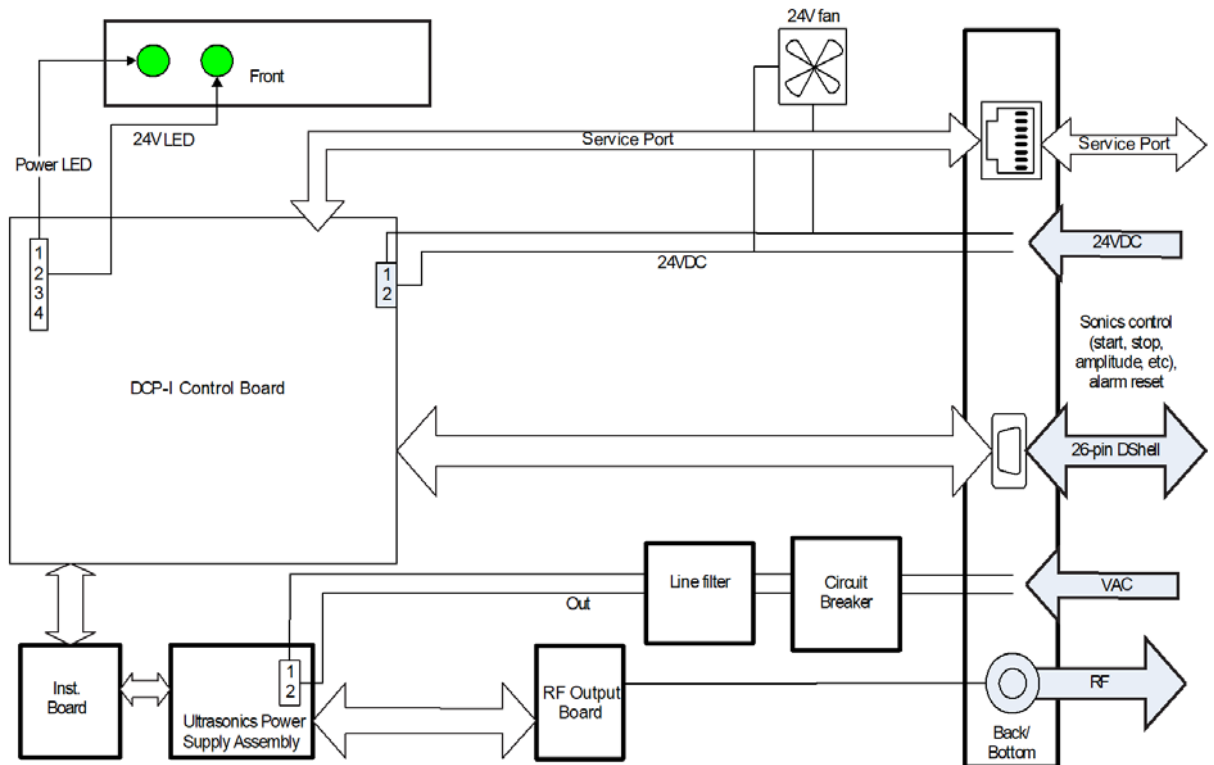 24V fan
Front
24V LED
Power LED
Service Port
Service Port
1
2
3
4
1
2
24VDC
24VDC
DCP-I Control Board
Sonics control
(start, stop,
amplitude, etc),
alarm reset
26-pin DShell
Line filter
Circuit
Breaker
VAC
Out
Inst.
Board
1
2
Ultrasonics Power
Supply Assembly
RF Output
Board
RF
Back/
Bottom